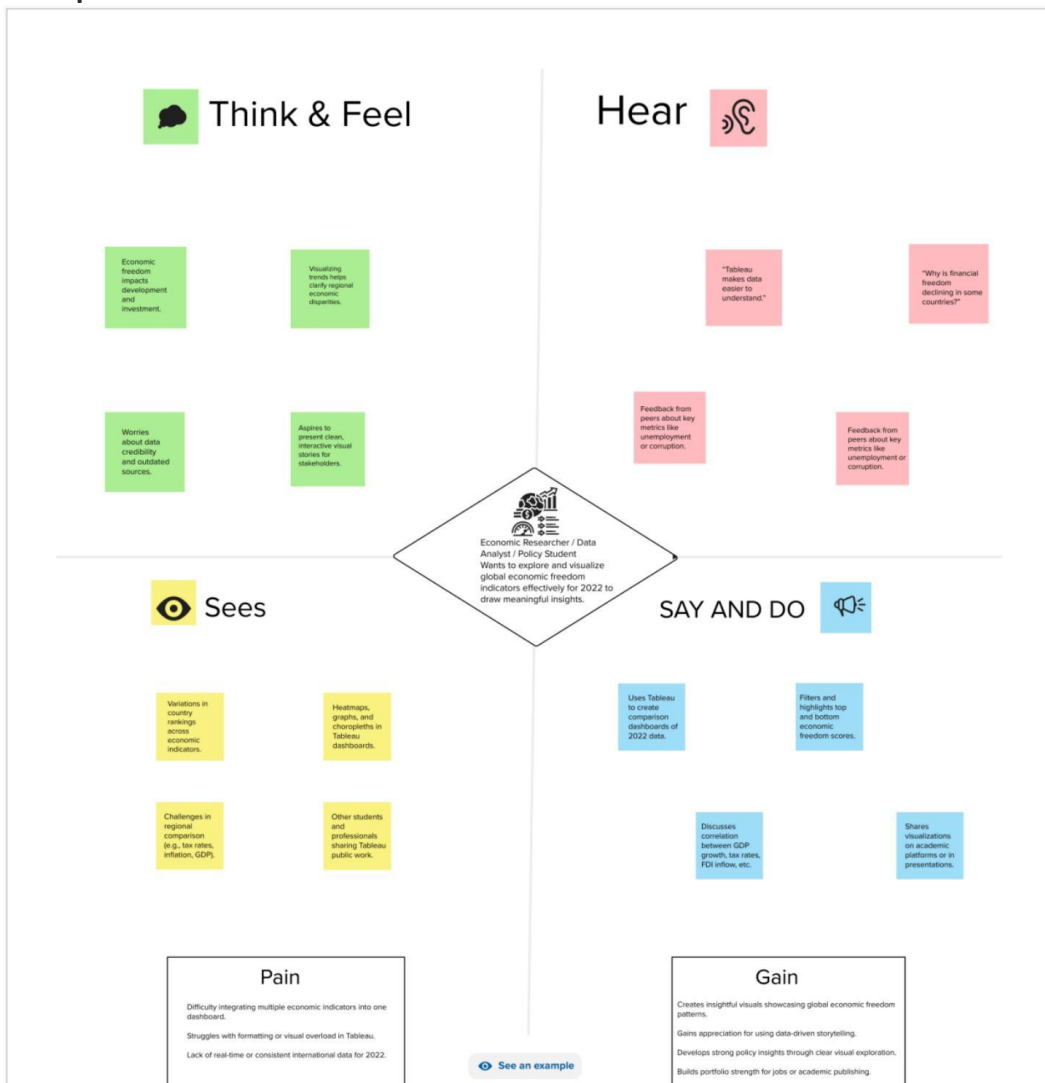 Think & Feel
Hear
Economic
freedom
impacts
development
and
investment.
Visualizing
trends helps
clarify regional
economic
disparities.
"Tableau
makes data
easier to
understand."
"Why is financial
freedom
declining in some
countries?"
Worries
about data
credibility
and outdated
sources.
Aspires to
present clean,
interactive visual
stories for
stakeholders.
Feedback from
peers about key
metrics like
unemployment
or corruption.
Feedback from
peers about key
metrics like
unemployment or
corruption.
Economic Researcher / Data
Analyst / Policy Student
Wants to explore and visualize
global economic freedom
indicators effectively for 2022 to
draw meaningful insights.
Sees
SAY AND DO
Variations in
country
rankings
across
economic
indicators.
Heatmaps,
graphs, and
choropleths in
Tableau
dashboards.
Uses Tableau
to create
comparison
dashboards of
2022 data.
Filters and
highlights top
and bottom
economic
freedom scores.
Challenges in
regional
comparison
(e.g., tax rates,
inflation, GDP).
Other students
and
professionals
sharing Tableau
public work.
Discusses
correlation
between GDP
growth, tax rates,
FDI inflow, etc.
Shares
visualizations
on academic
platforms or in
presentations.
Pain
Difficulty integrating multiple economic indicators into one
dashboard.
Struggles with formatting or visual overload in Tableau.
Lack of real-time or consistent international data for 2022.
See an example
Gain
Creates insightful visuals showcasing global economic freedom
patterns.
Gains appreciation for using data-driven storytelling.
Develops strong policy insights through clear visual exploration.
Builds portfolio strength for jobs or academic publishing.